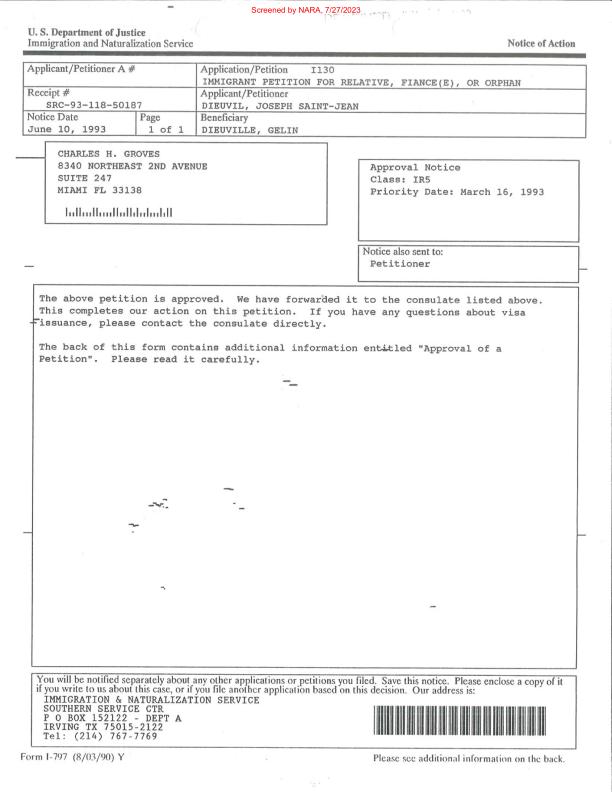 Screened by NARA, 7/27/2023
U. S. Department of Justice
Immigration and Naturalization Service
Notice of Action
Applicant/Petitioner A #
Application/Petition I130
IMMIGRANT PETITION FOR RELATIVE, FIANCE(E), OR ORPHAN
Receipt #
SRC-93-118-50187
Applicant/Petitioner
DIEUVIL, JOSEPH SAINT-JEAN
Notice Date
June 10, 1993
Page
1 of 1
Beneficiary
DIEUVILLE, GELIN
CHARLES H. GROVES
8340 NORTHEAST 2ND AVENUE
SUITE 247
MIAMI FL 33138
Approval Notice
Class: IR5
Priority Date: March 16, 1993
Notice also sent to:
Petitioner
The above petition is approved. We have forwarded it to the consulate listed above.
This completes our action on this petition. If you have any questions about visa
issuance, please contact the consulate directly.
The back of this form contains additional information entitled "Approval of a
Petition". Please read it carefully.
You will be notified separately about any other applications or petitions you filed. Save this notice. Please enclose a copy of it
if you write to us about this case, or if you file another application based on this decision. Our address is:
IMMIGRATION & NATURALIZATION SERVICE
SOUTHERN SERVICE CTR
P O BOX 152122 - DEPT A
IRVING TX 75015-2122
Tel: (214) 767-7769
Form I-797 (8/03/90) Y
Please see additional information on the back.